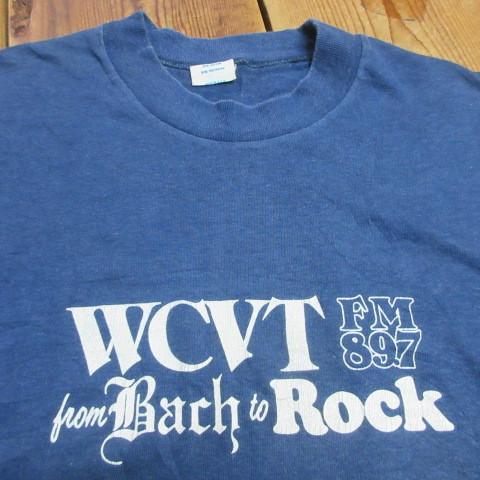 WCVT FM
89.7
from Bach to Rock